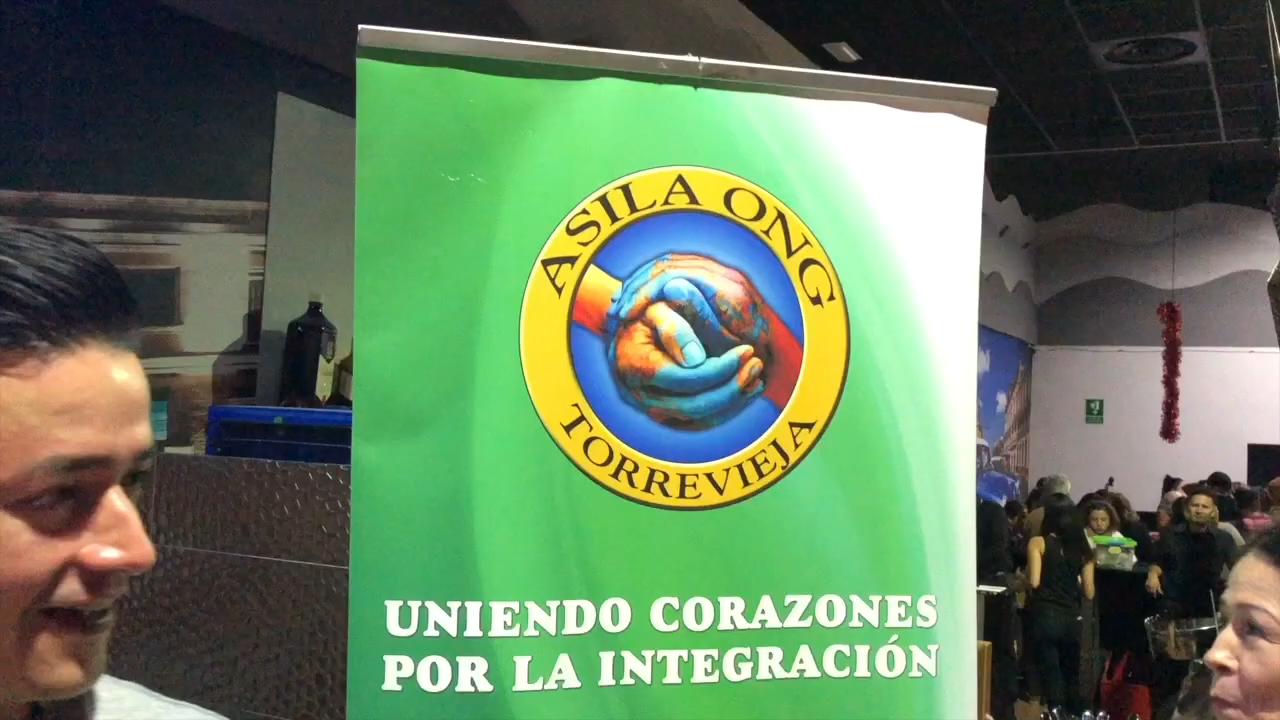 ASILA ONG
TORREVIEJA
UNIENDO CORAZONES
POR LA INTEGRACIÓN